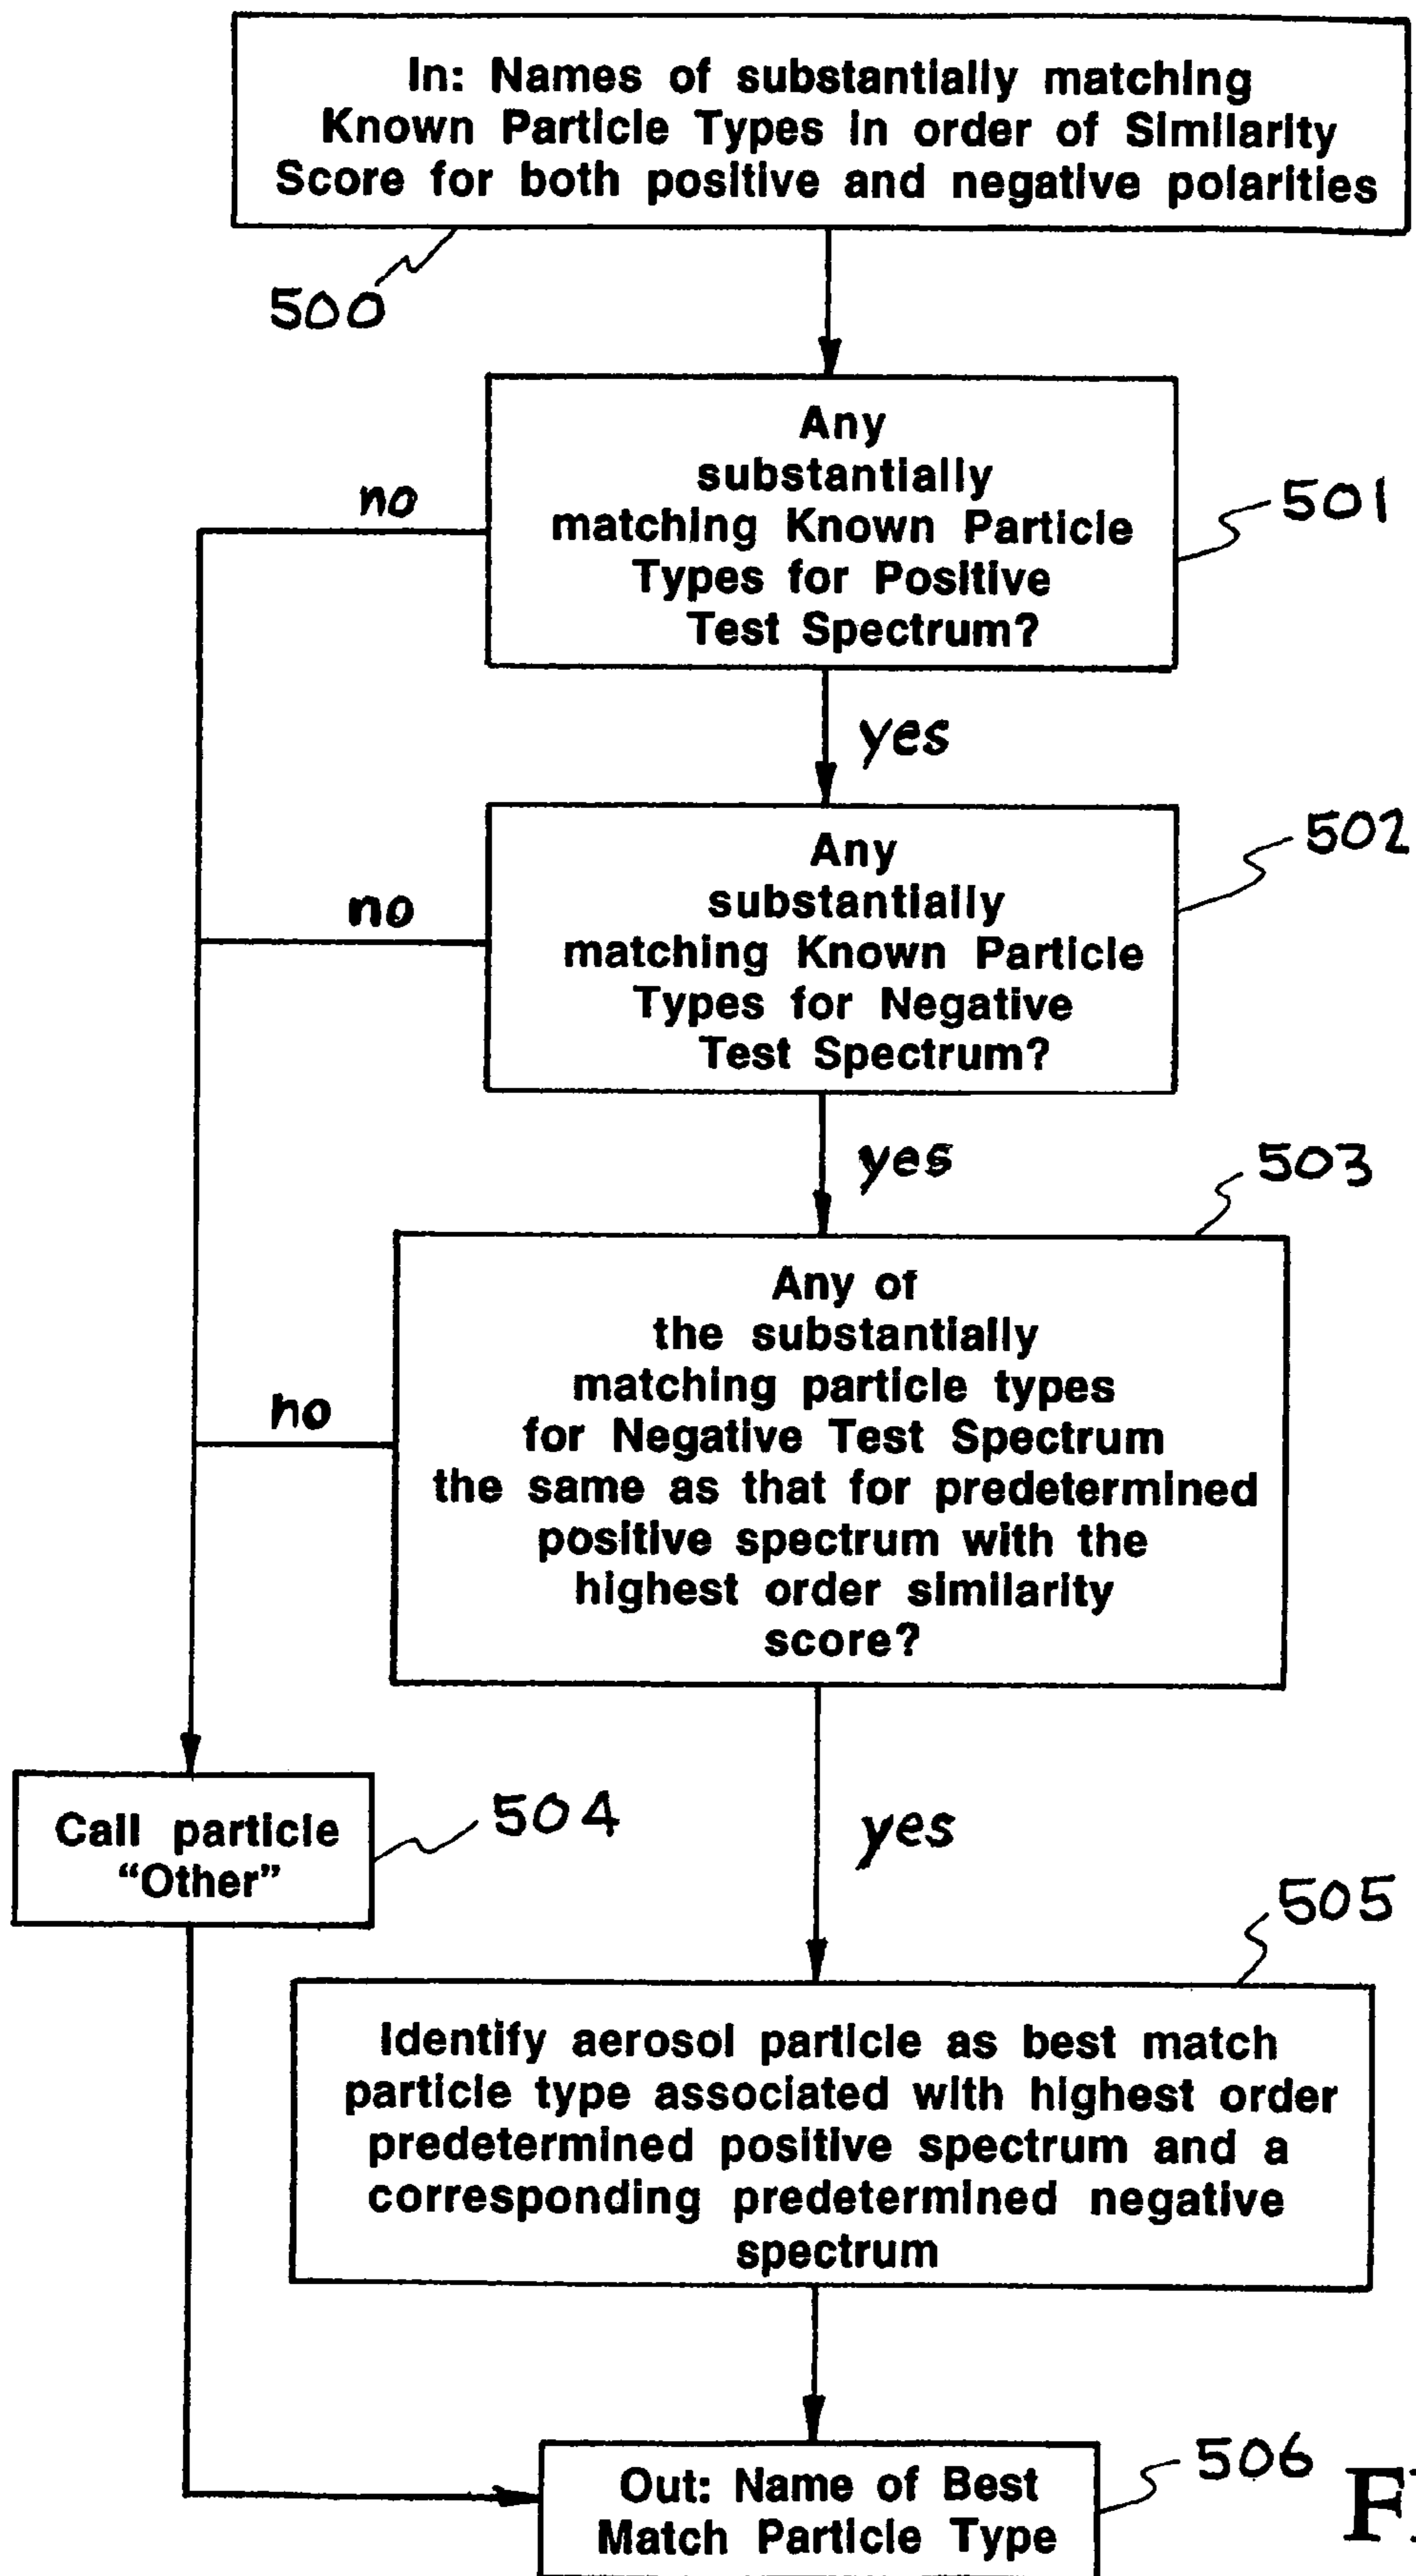 In: Names of substantially matching
Known Particle Types in order of Similarity
Score for both positive and negative polarities
500
Any
substantially
matching Known Particle
Types for Positive
Test Spectrum?
501
no
yes
Any
substantially
matching Known Particle
Types for Negative
Test Spectrum?
502
no
yes
503
Any of
the substantially
matching particle types
for Negative Test Spectrum
the same as that for predetermined
positive spectrum with the
highest order similarity
score?
no
yes
Call particle
“Other”
504
505
Identify aerosol particle as best match
particle type associated with highest order
predetermined positive spectrum and a
corresponding predetermined negative
spectrum
Out: Name of Best
Match Particle Type
506